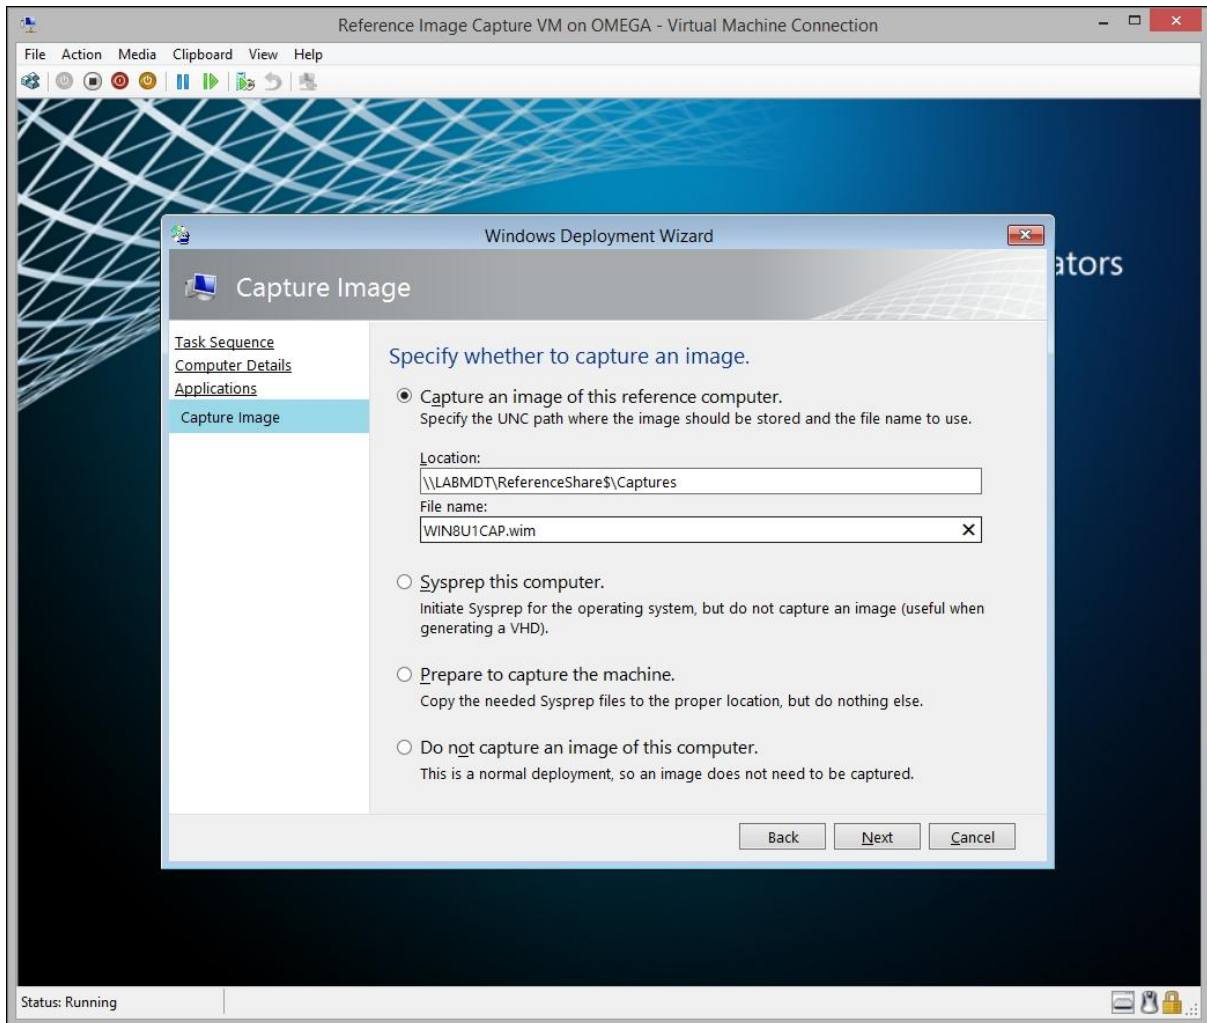 Reference Image Capture VM on OMEGA - Virtual Machine Connection
File Action Media Clipboard View Help
ators
Windows Deployment Wizard
Capture Image
Task Sequence
Computer Details
Applications
Capture Image
Specify whether to capture an image.
Capture an image of this reference computer.
Specify the UNC path where the image should be stored and the file name to use.
Location:
\\LABMDT\ReferenceShare$\Captures
File name:
WIN8U1CAP.wim
Sysprep this computer.
Initiate Sysprep for the operating system, but do not capture an image (useful when
generating a VHD).
Prepare to capture the machine.
Copy the needed Sysprep files to the proper location, but do nothing else.
Do not capture an image of this computer.
This is a normal deployment, so an image does not need to be captured.
Back Next Cancel
Status: Running